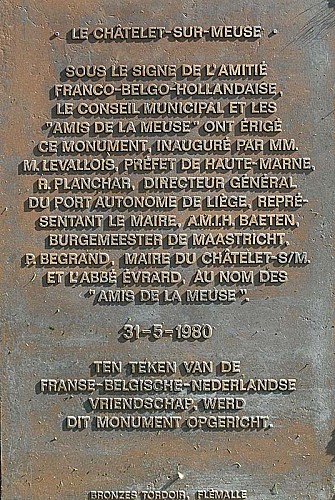 LE CHÂTELET-SUR-MEUSE
SOUS LE SIGNE DE L'AMITIÉ
FRANCO-BELGO-HOLLANDAISE,
LE CONSEIL MUNICIPAL ET LES
"AMIS DE LA MEUSE" ONT ÉRIGÉ
CE MONUMENT, INAUGURÉ PAR MM.
M. LEVALLOIS, PRÉFET DE HAUTE-MARNE,
R. PLANCHAR, DIRECTEUR GÉNÉRAL
DU PORT AUTONOME DE LIÈGE, REPRÉ-
SENTANT LE MAIRE, A.M.I.H. BAETEN,
BURGEMEESTER DE MAASTRICHT,
P. BEGRAND, MAIRE DU CHÂTELET-S/M.
ET L'ABBÉ ÉVRARD, AU NOM DES
"AMIS DE LA MEUSE".
31=5=1980
TEN TEKEN VAN DE
FRANSE-BELGISCHE-NEDERLANDSE
VRIENDSCHAP, WERD
DIT MONUMENT OPGERICHT.
BRONZES TORDOIR, FLÉMALLE